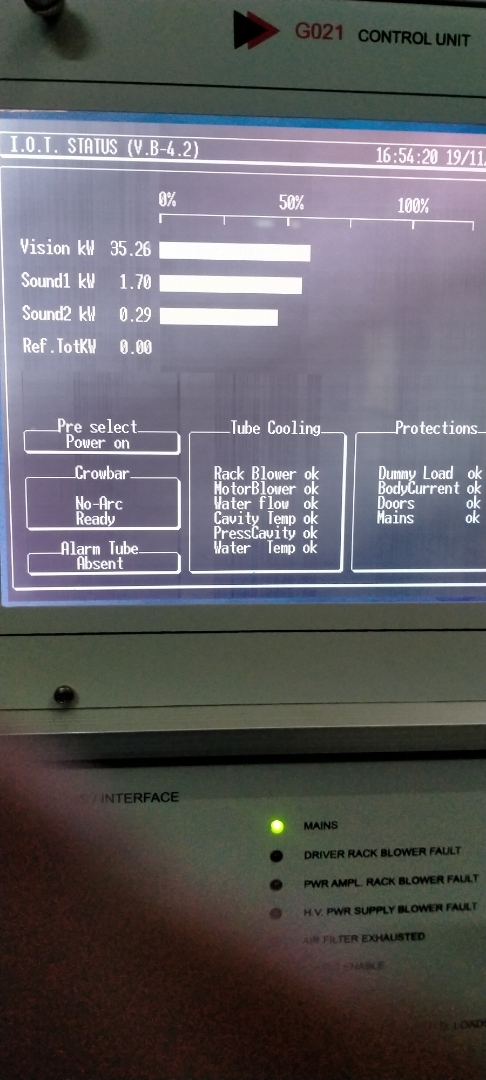 G021 CONTROL UNIT
I.O.T. STATUS (V.B-4.2) 16:54:20 19/11/
0% 50% 100%
Vision kW 35.26
Sound1 kW 1.70
Sound2 kW 0.29
Ref.TotKW 0.00
Pre select
Power on
Crowbar
No-Arc
Ready
Alarm Tube
Absent
Tube Cooling
Rack Blower ok
MotorBlower ok
Water flow ok
Cavity Temp ok
PressCavity ok
Water Temp ok
Protections
Dummy Load ok
BodyCurrent ok
Doors ok
Mains ok
/ INTERFACE
MAINS
DRIVER RACK BLOWER FAULT
PWR AMPL. RACK BLOWER FAULT
H.V. PWR SUPPLY BLOWER FAULT
AIR FILTER EXHAUSTED
ENABLE